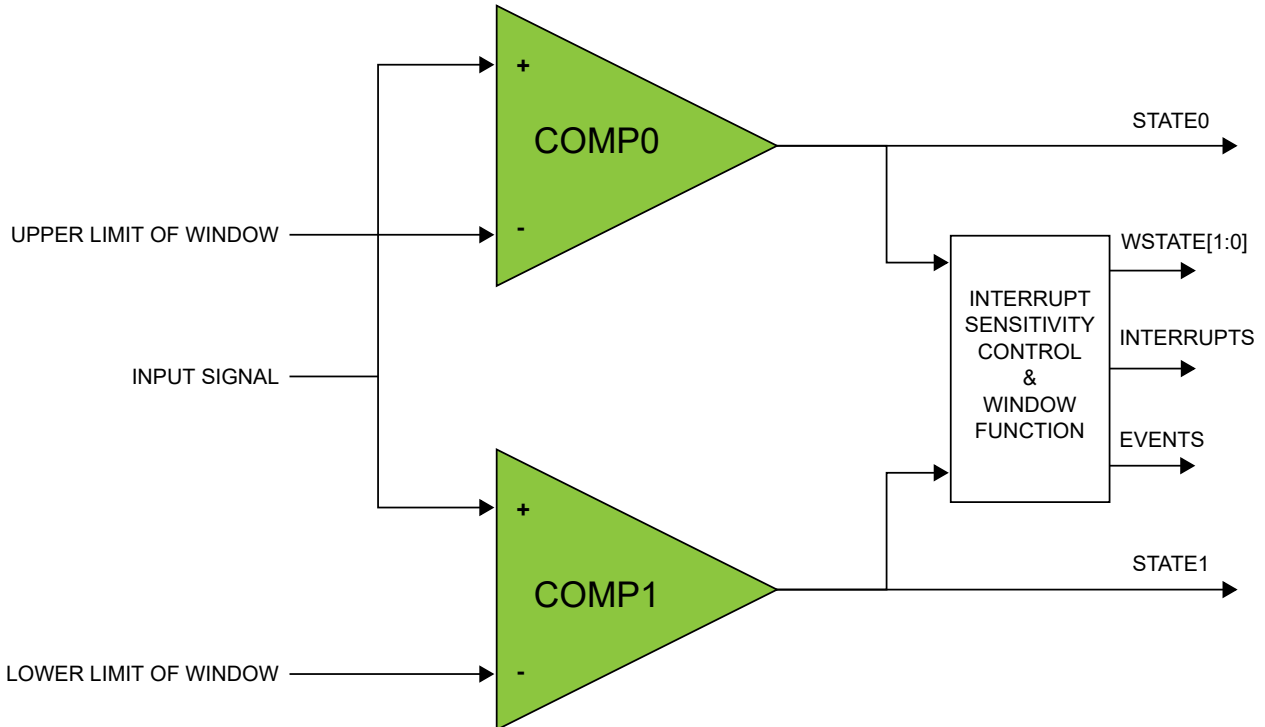 +
COMP0
-
STATE0
UPPER LIMIT OF WINDOW
WSTATE[1:0]
INTERRUPT
SENSITIVITY
CONTROL
&
WINDOW
FUNCTION
INTERRUPTS
EVENTS
INPUT SIGNAL
+
COMP1
-
STATE1
LOWER LIMIT OF WINDOW